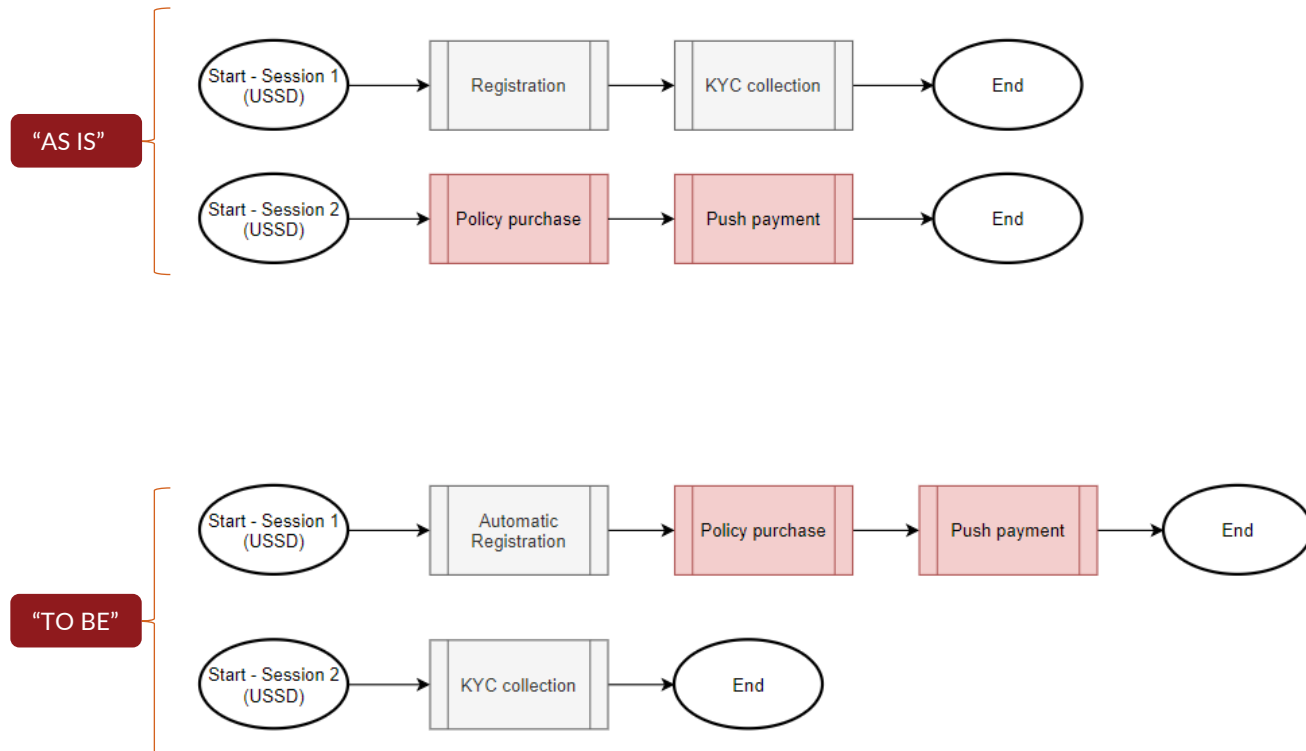 Start - Session 1
(USSD)
Registration
KYC collection
End
“AS IS”
Start - Session 2
(USSD)
Policy purchase
Push payment
End
Start - Session 1
(USSD)
Automatic
Registration
Policy purchase
Push payment
End
“TO BE”
Start - Session 2
(USSD)
KYC collection
End